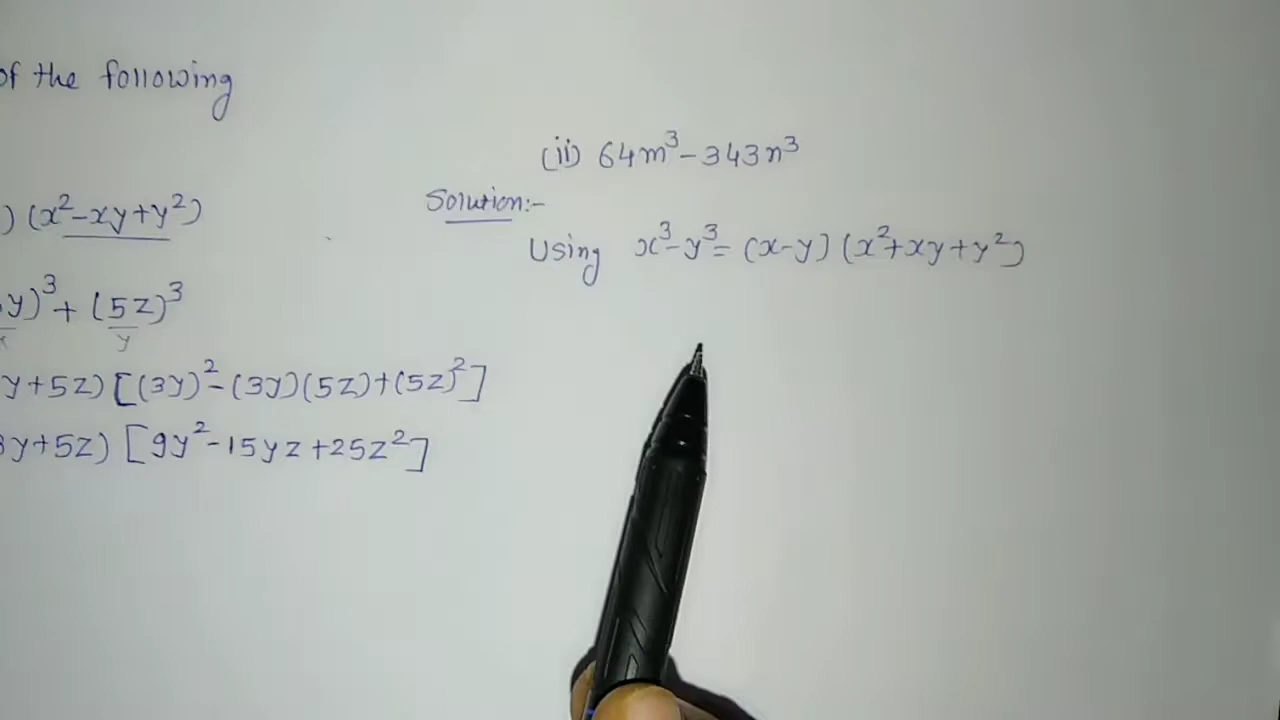 of the following
) (x²-xy+y²)
y)³+ (5z)³
y
y+5z) [(3y)²-(3y)(5z)+(5z)²]
3y+5z) [9y²-15yz+25z²]
(ii) 64m³-343n³
Solution:-
Using x³-y³= (x-y) (x²+xy+y²)